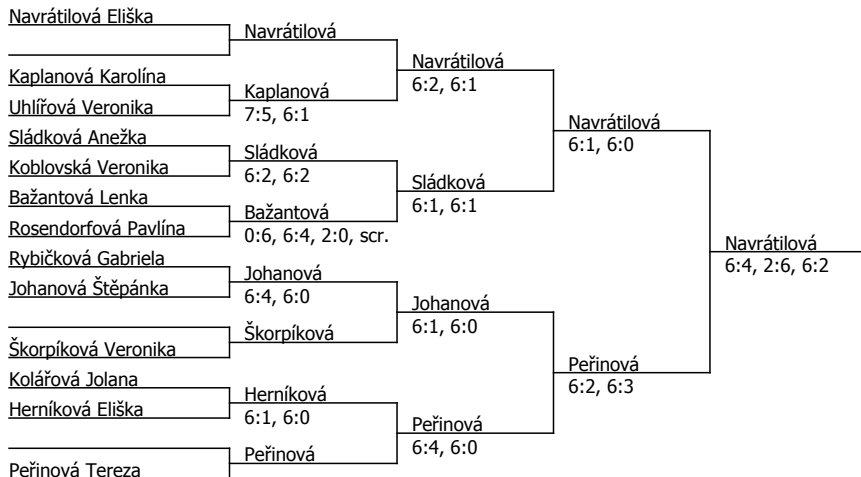 Navrátilová Eliška
Kaplanová Karolína
Uhlířová Veronika
Sládková Anežka
Koblovská Veronika
Bažantová Lenka
Rosendorfová Pavlína
Rybičková Gabriela
Johanová Štěpánka
Škorpíková Veronika
Kolářová Jolana
Herníková Eliška
Peřinová Tereza
Navrátilová
Kaplanová
7:5, 6:1
Sládková
6:2, 6:2
Bažantová
0:6, 6:4, 2:0, scr.
Johanová
6:4, 6:0
Škorpíková
Herníková
6:1, 6:0
Peřinová
Navrátilová
6:2, 6:1
Sládková
6:1, 6:1
Johanová
6:1, 6:0
Peřinová
6:4, 6:0
Navrátilová
6:1, 6:0
Peřinová
6:2, 6:3
Navrátilová
6:4, 2:6, 6:2